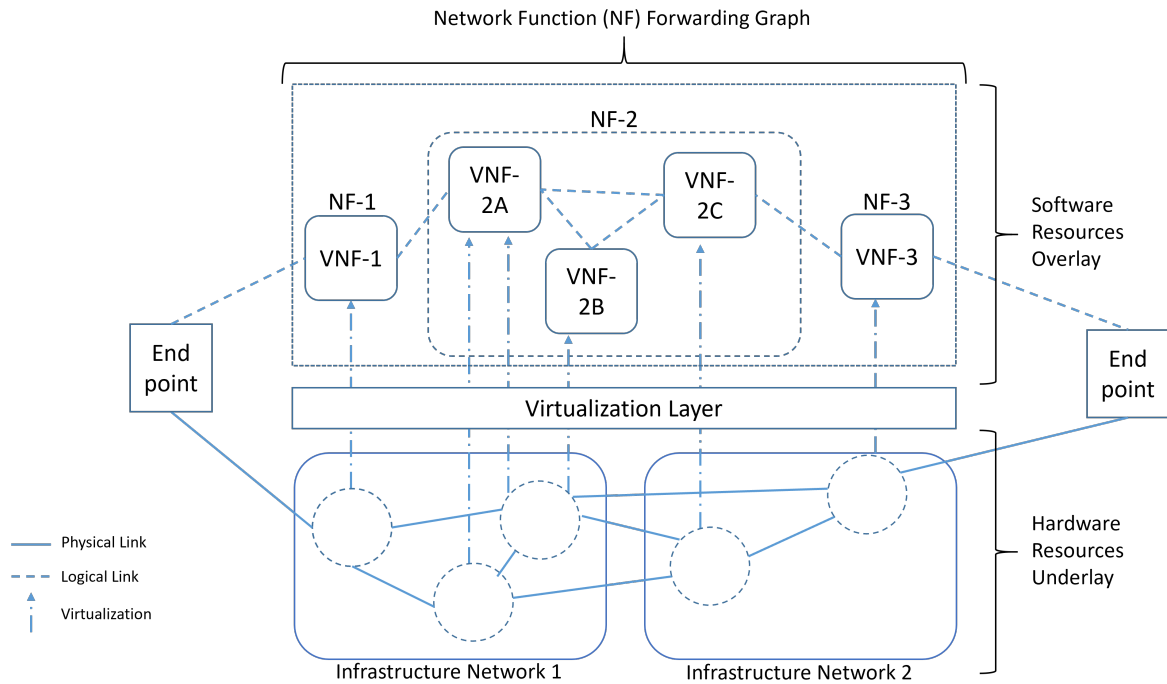 Network Function (NF) Forwarding Graph
NF-2
VNF-
2A
VNF-
2C
NF-1
NF-3
VNF-1
VNF-
2B
VNF-3
Software
Resources
Overlay
End
point
End
point
Virtualization Layer
Physical Link
Logical Link
Virtualization
Hardware
Resources
Underlay
Infrastructure Network 1
Infrastructure Network 2